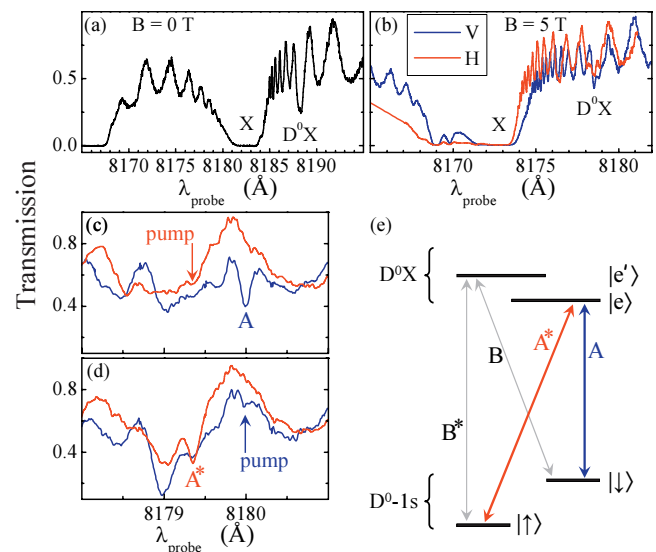 (a) B = 0 T
0.5
0.0
X
D⁰X
8170 8175 8180 8185 8190
λprobe (Å)
(b) V B = 5 T
H
X
D⁰X
8170 8175 8180
λprobe (Å)
Transmission
(c)
pump
0.8
0.4
A
(d)
0.8
0.4
A*
pump
8179 8180
λprobe (Å)
(e)
D⁰X
|e'⟩
|e⟩
B
A*
A
B*
D⁰-1s
|↓⟩
|↑⟩